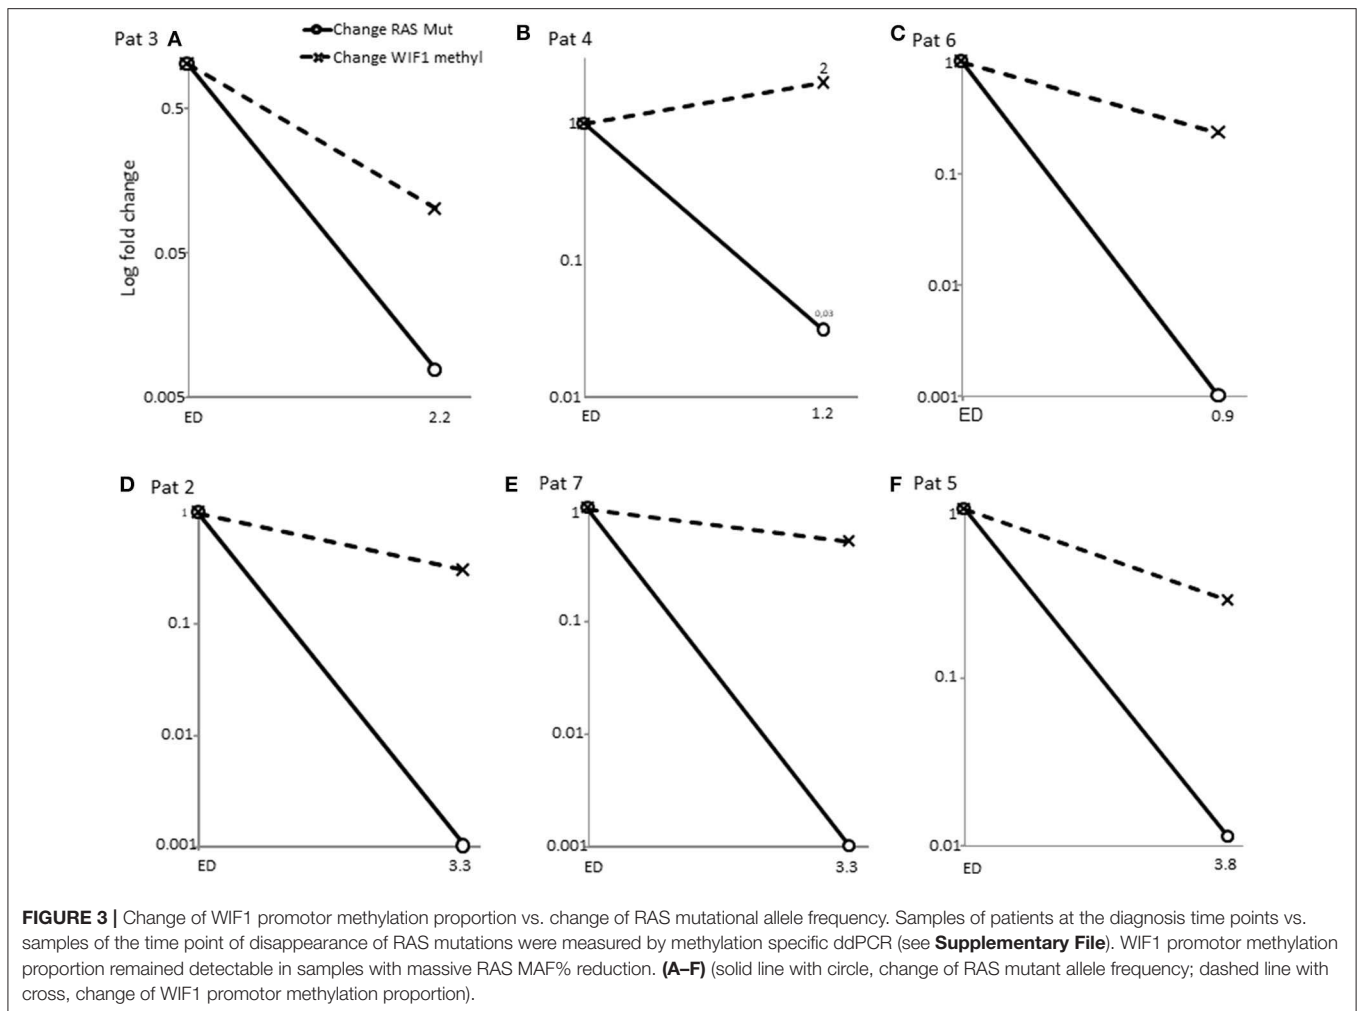 Pat 3 A
Change RAS Mut
Change WIF1 methyl
Log fold change
0.5
0.05
0.005
ED
2.2
B Pat 4
2
1
0.1
0,03
0.01
ED
1.2
C Pat 6
1
0.1
0.01
0.001
ED
0.9
D Pat 2
1
0.1
0.01
0.001
ED
3.3
E Pat 7
1
0.1
0.01
0.001
ED
3.3
F Pat 5
1
0.1
0.01
ED
3.8
FIGURE 3 | Change of WIF1 promotor methylation proportion vs. change of RAS mutational allele frequency. Samples of patients at the diagnosis time points vs.
samples of the time point of disappearance of RAS mutations were measured by methylation specific ddPCR (see Supplementary File). WIF1 promotor methylation
proportion remained detectable in samples with massive RAS MAF% reduction. (A–F) (solid line with circle, change of RAS mutant allele frequency; dashed line with
cross, change of WIF1 promotor methylation proportion).